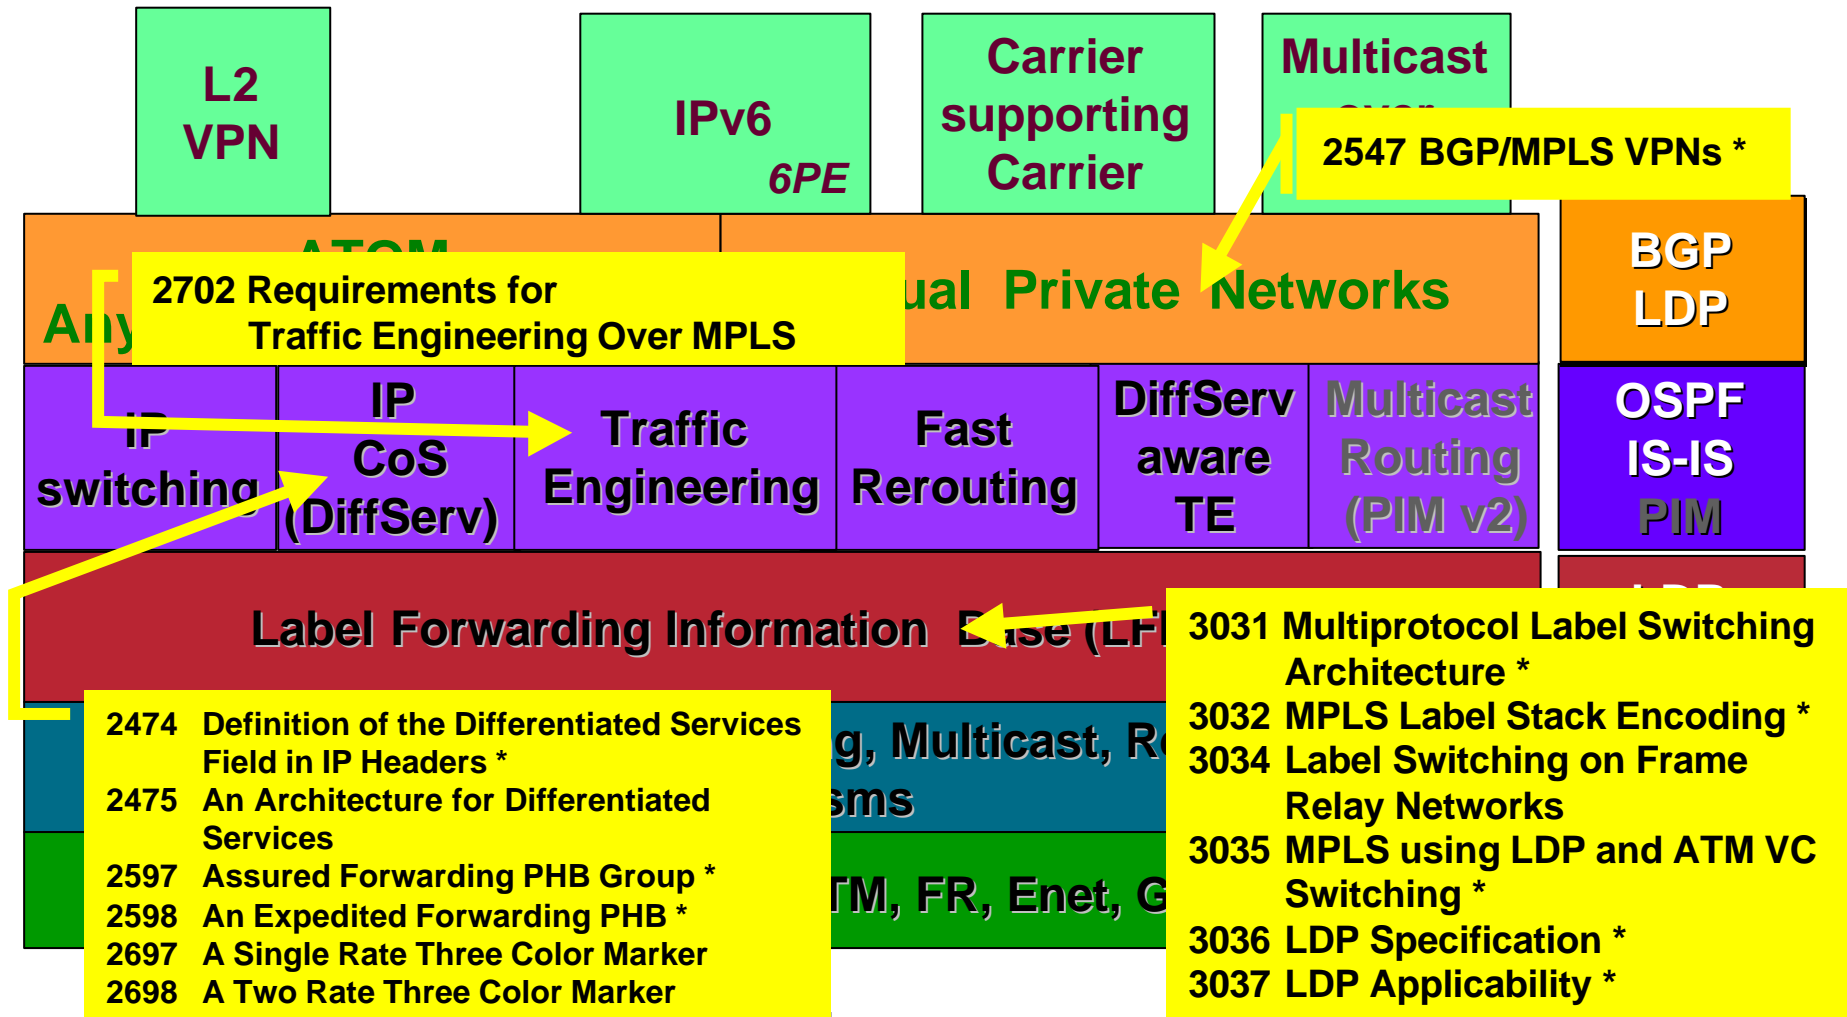 L2
VPN
IPv6
6PE
Carrier
supporting
Carrier
Multicast
2547 BGP/MPLS VPNs *
BGP
LDP
2702 Requirements for
Traffic Engineering Over MPLS
Private Networks
IP
switching
IP
CoS
(DiffServ)
Traffic
Engineering
Fast
Rerouting
DiffServ
aware
TE
Multicast
Routing
(PIM v2)
OSPF
IS-IS
PIM
Label Forwarding Information Base
3031 Multiprotocol Label Switching
Architecture *
3032 MPLS Label Stack Encoding *
3034 Label Switching on Frame
Relay Networks
3035 MPLS using LDP and ATM VC
Switching *
3036 LDP Specification *
3037 LDP Applicability *
2474 Definition of the Differentiated Services
Field in IP Headers *
2475 An Architecture for Differentiated
Services
2597 Assured Forwarding PHB Group *
2598 An Expedited Forwarding PHB *
2697 A Single Rate Three Color Marker
2698 A Two Rate Three Color Marker
Multicast,
FR, Enet,